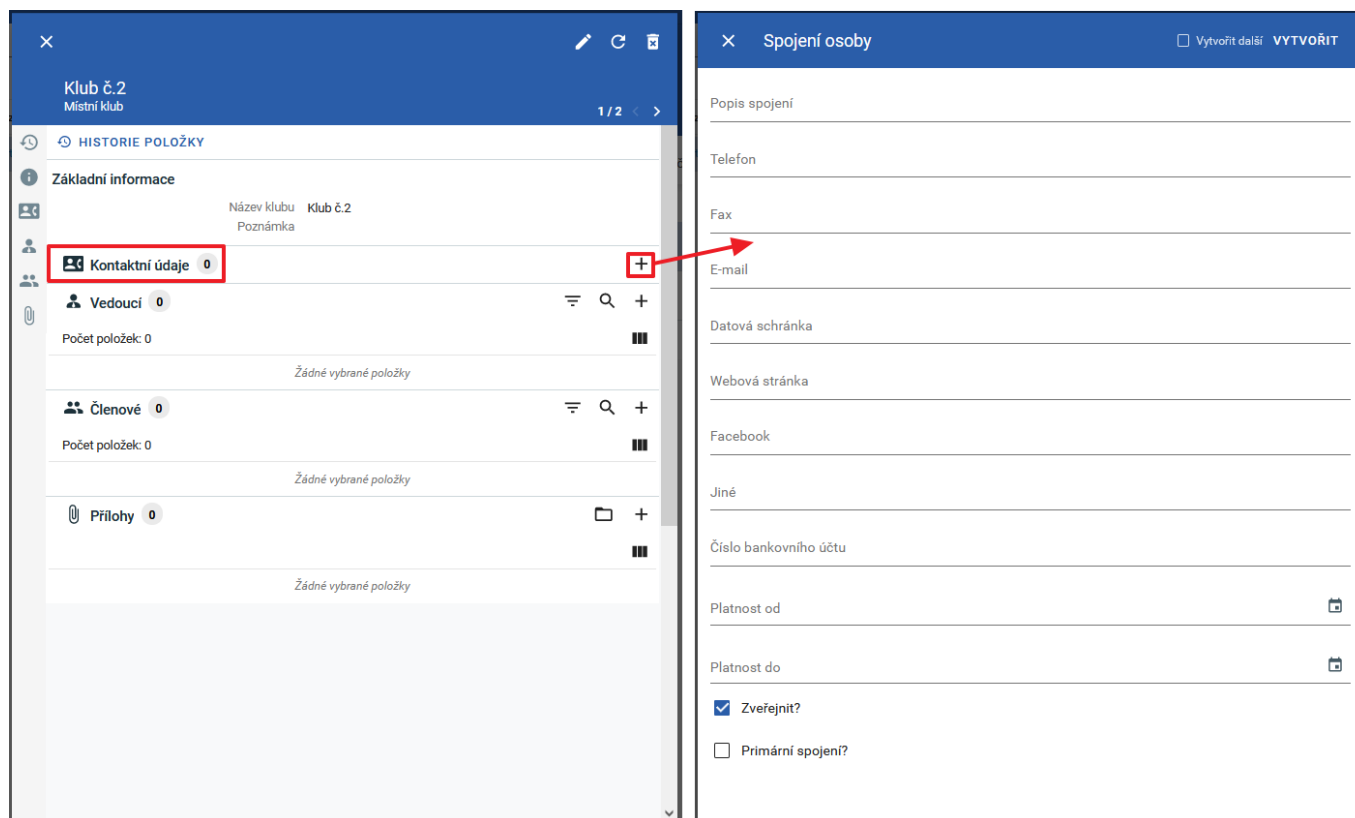 Klub č.2
Místní klub
1 / 2
HISTORIE POLOŽKY
Základní informace
Název klubu Klub č.2
Poznámka
Kontaktní údaje 0
Vedoucí 0
Počet položek: 0
Žádné vybrané položky
Členové 0
Počet položek: 0
Žádné vybrané položky
Přílohy 0
Žádné vybrané položky
Spojení osoby
Vytvořit další VYTVOŘIT
Popis spojení
Telefon
Fax
E-mail
Datová schránka
Webová stránka
Facebook
Jiné
Číslo bankovního účtu
Platnost od
Platnost do
Zveřejnit?
Primární spojení?